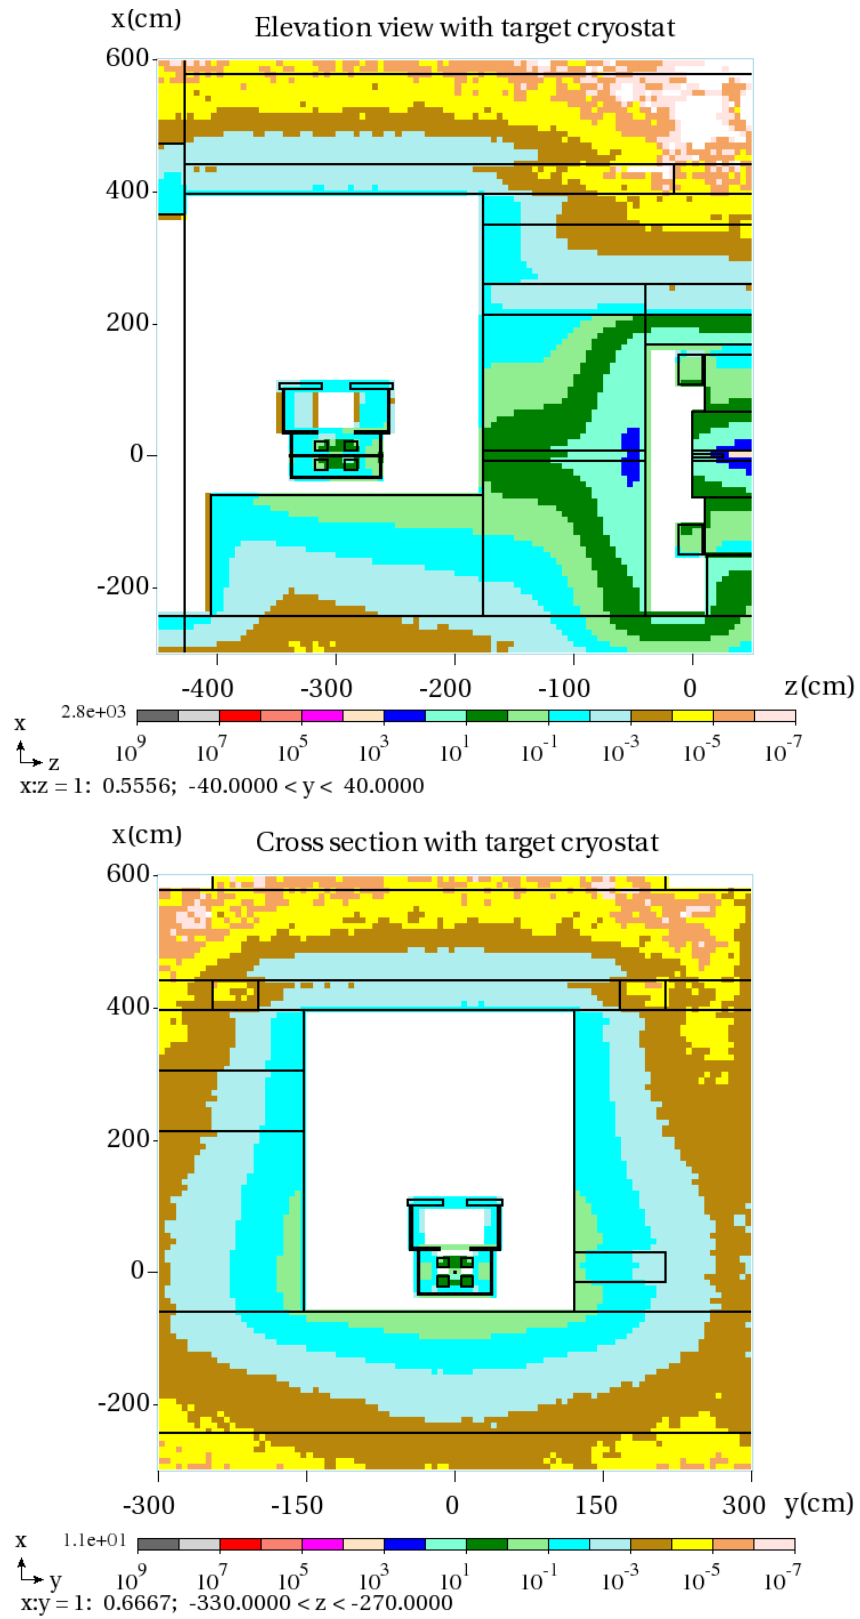 x(cm)
Elevation view with target cryostat
600
400
200
0
-200
-400 -300 -200 -100 0 z(cm)
2.8e+03
x
z
10^9 10^7 10^5 10^3 10^1 10^-1 10^-3 10^-5 10^-7
x:z = 1: 0.5556; -40.0000 < y < 40.0000
x(cm)
Cross section with target cryostat
600
400
200
0
-200
-300 -150 0 150 300 y(cm)
1.1e+01
x
y
10^9 10^7 10^5 10^3 10^1 10^-1 10^-3 10^-5 10^-7
x:y = 1: 0.6667; -330.0000 < z < -270.0000